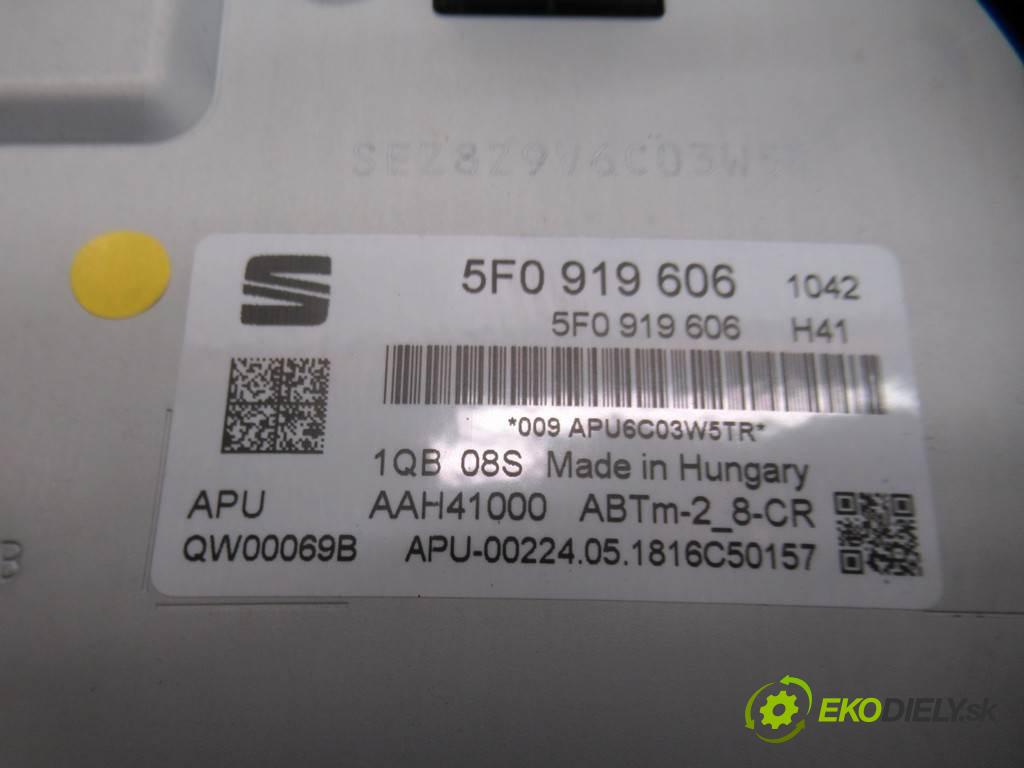 5F0 919 606 1042
5F0 919 606 H41
*009 APU6C03W5TR*
1QB 08S Made in Hungary
APU AAH41000 ABTm-2_8-CR
QW00069B APU-00224.05.1816C50157
EKODIELY.sk